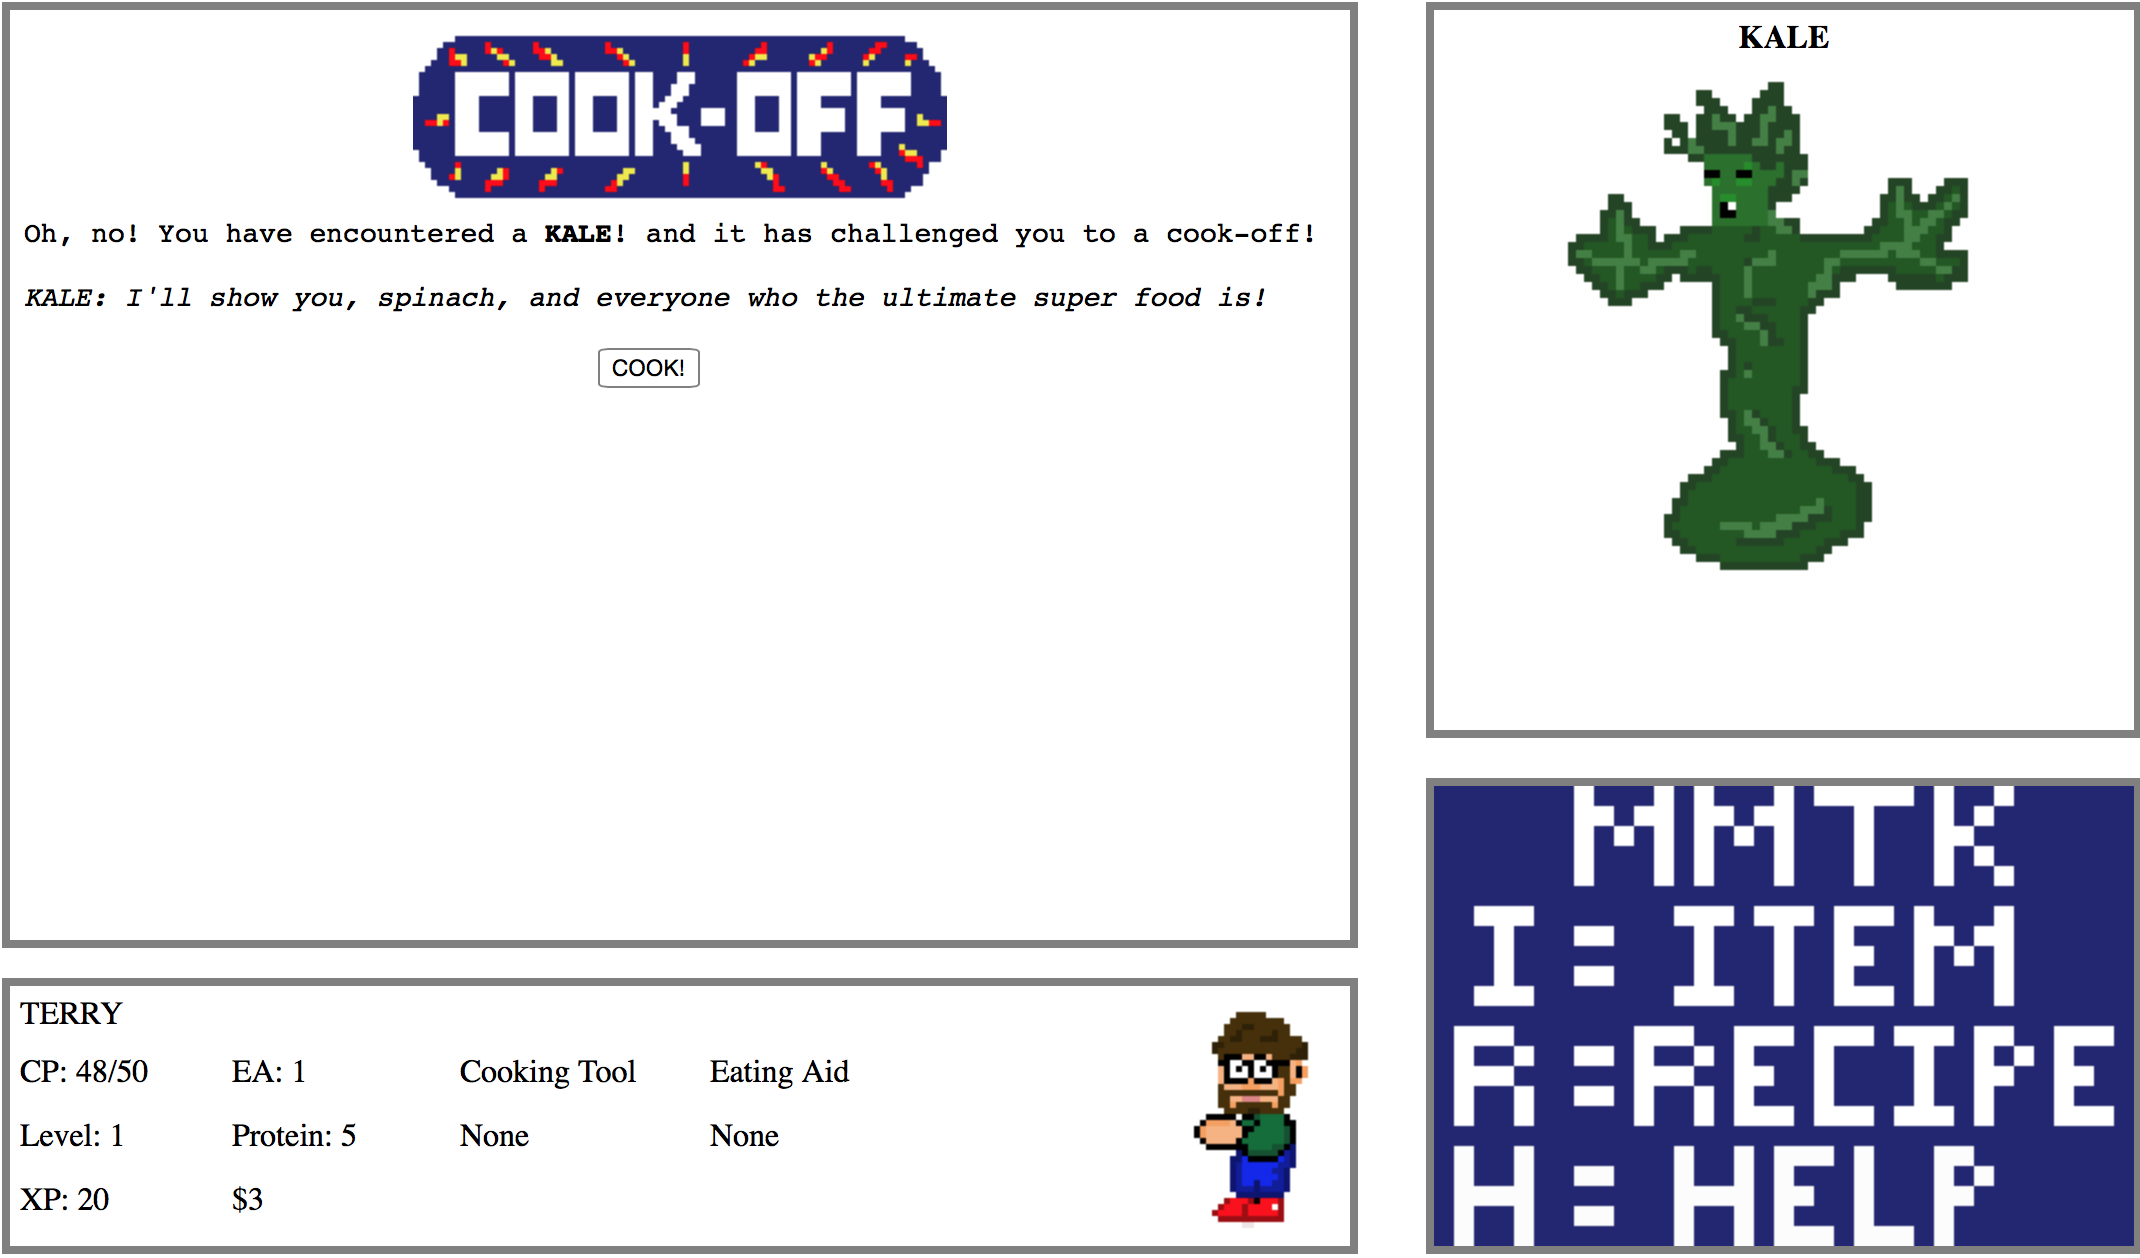 COOK-OFF
Oh, no! You have encountered a KALE! and it has challenged you to a cook-off!
KALE: I'll show you, spinach, and everyone who the ultimate super food is!
COOK!
KALE
MMTK
I = ITEM
R =RECIPE
H = HELP
TERRY
CP: 48/50 EA: 1 Cooking Tool Eating Aid
Level: 1 Protein: 5 None None
XP: 20 $3